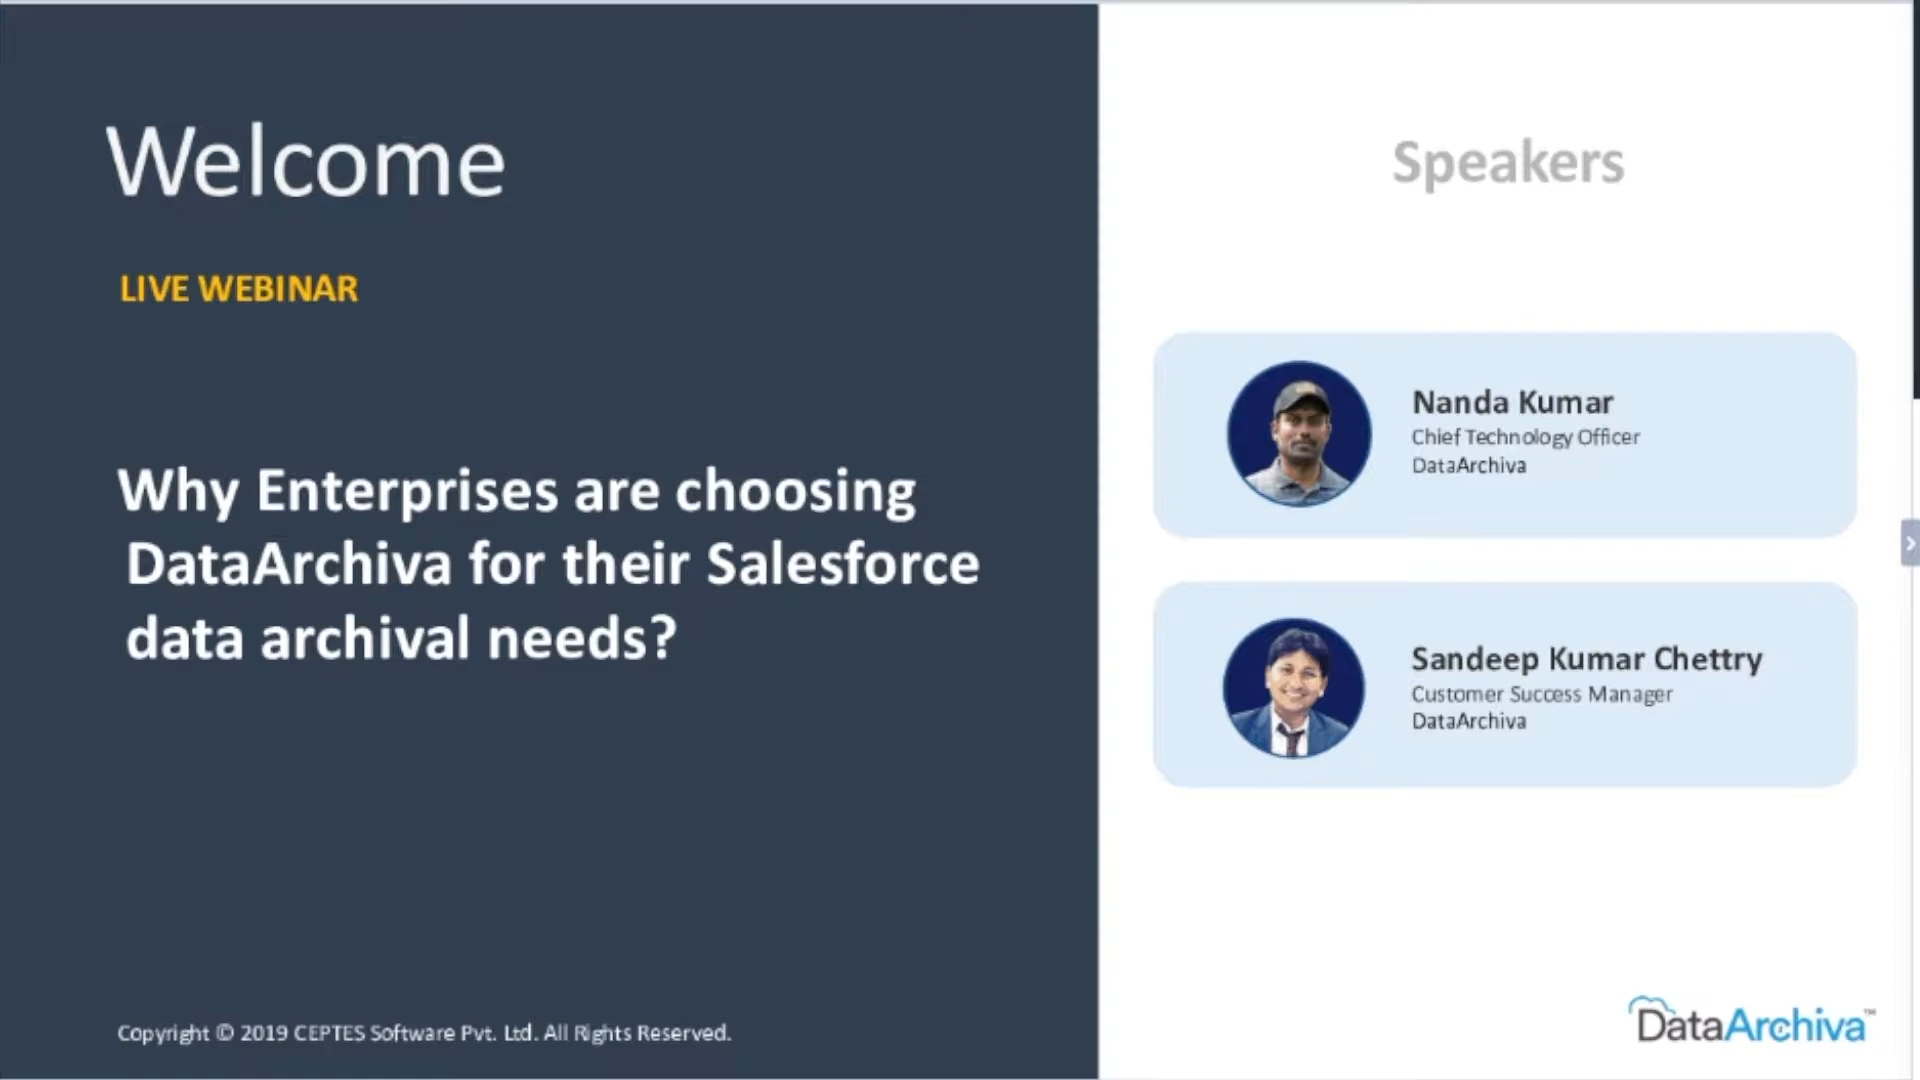 Welcome
LIVE WEBINAR
Why Enterprises are choosing
DataArchiva for their Salesforce
data archival needs?
Copyright © 2019 CEPTES Software Pvt. Ltd. All Rights Reserved.
Speakers
Nanda Kumar
Chief Technology Officer
DataArchiva
Sandeep Kumar Chettry
Customer Success Manager
DataArchiva
DataArchiva™